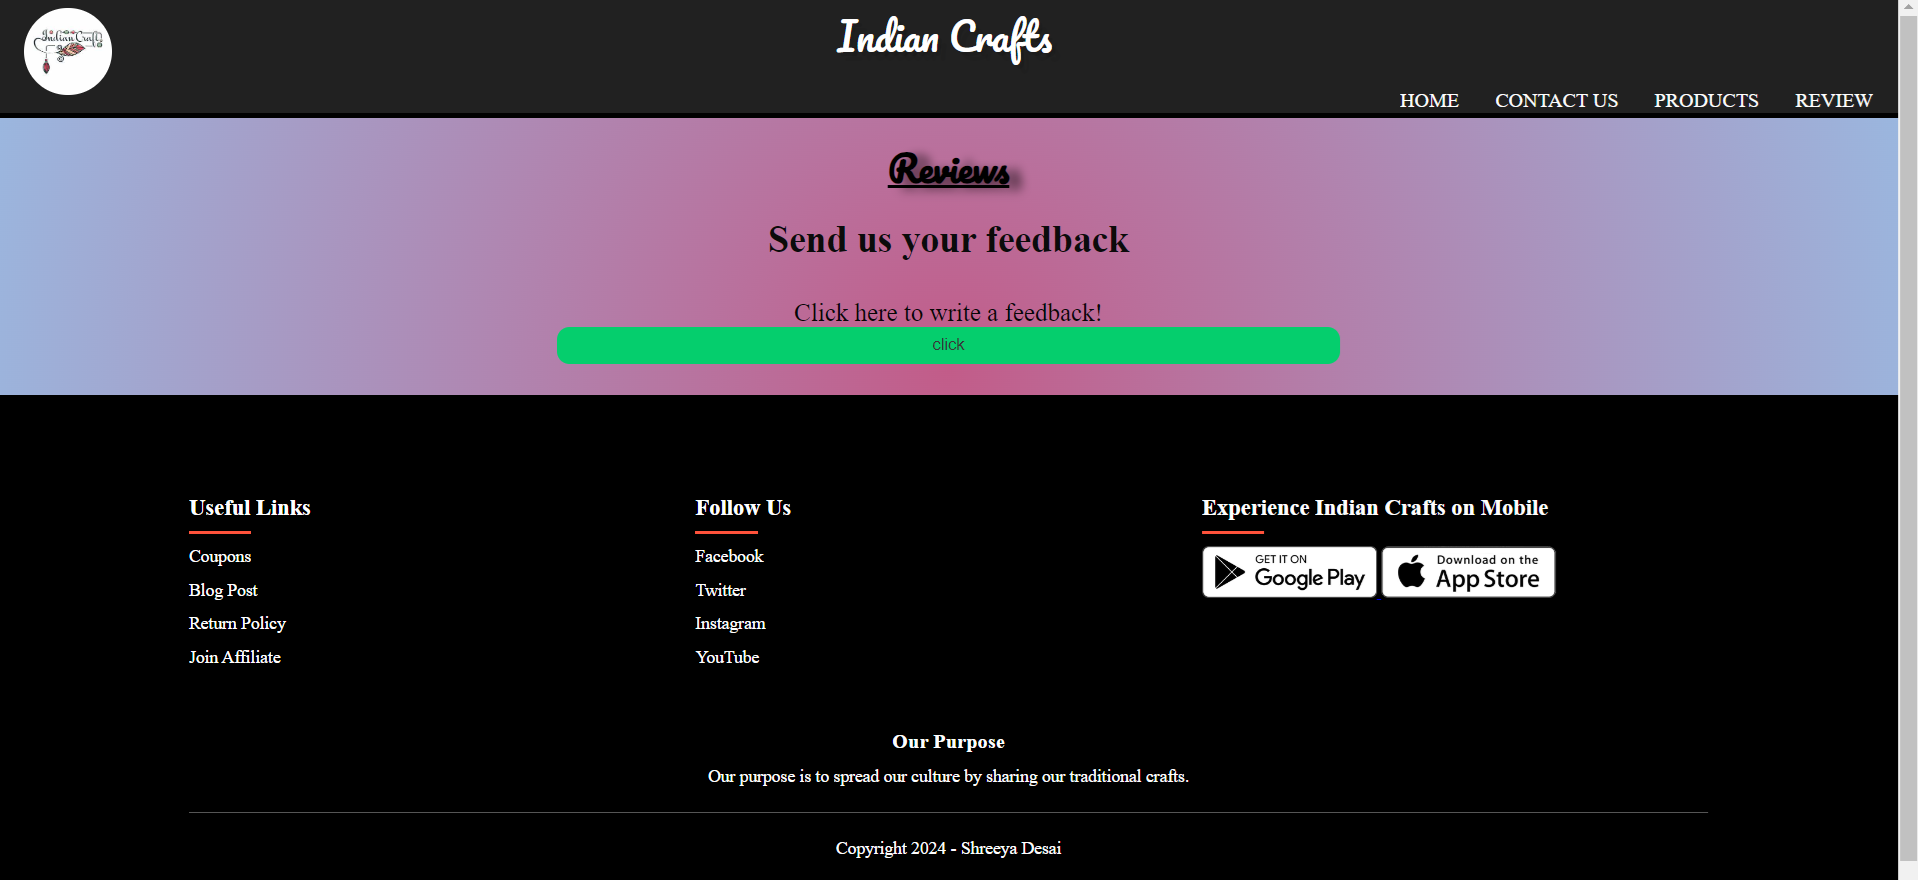 Indian Crafts
Indian Crafts
HOME CONTACT US PRODUCTS REVIEW
Reviews
Send us your feedback
Click here to write a feedback!
click
Useful Links
Coupons
Blog Post
Return Policy
Join Affiliate
Follow Us
Facebook
Twitter
Instagram
YouTube
Experience Indian Crafts on Mobile
GET IT ON
Google Play
Download on the
App Store
Our Purpose
Our purpose is to spread our culture by sharing our traditional crafts.
Copyright 2024 - Shreeya Desai